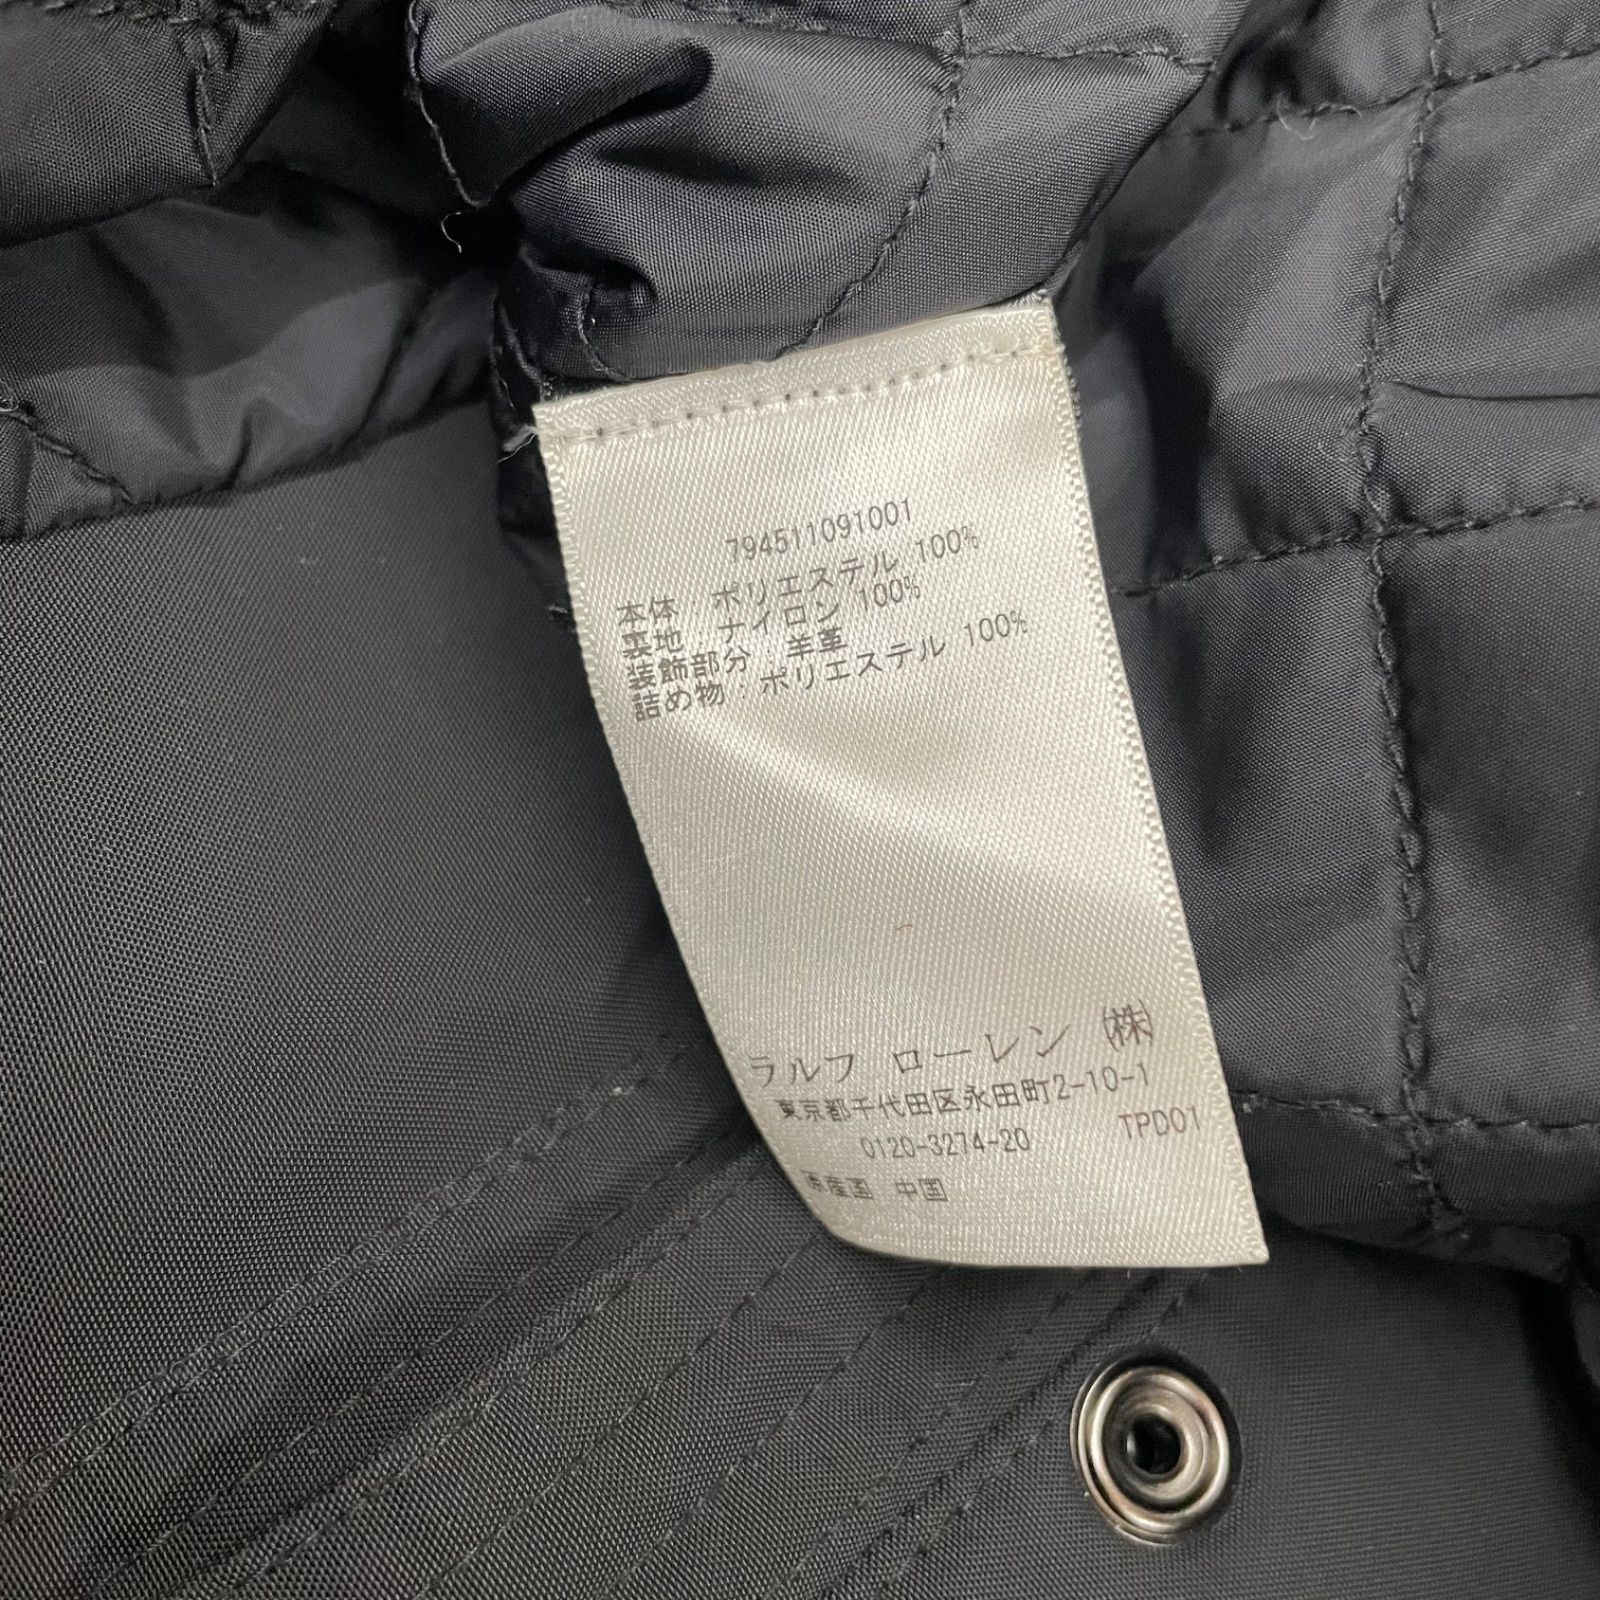 794511091001
本体：ポリエステル 100%
裏地：ナイロン 100%
装飾部分：羊革
詰め物：ポリエステル 100%
ラルフ ローレン ㈱
東京都千代田区永田町2-10-1
0120-3274-20 TPD01
原産国 中国